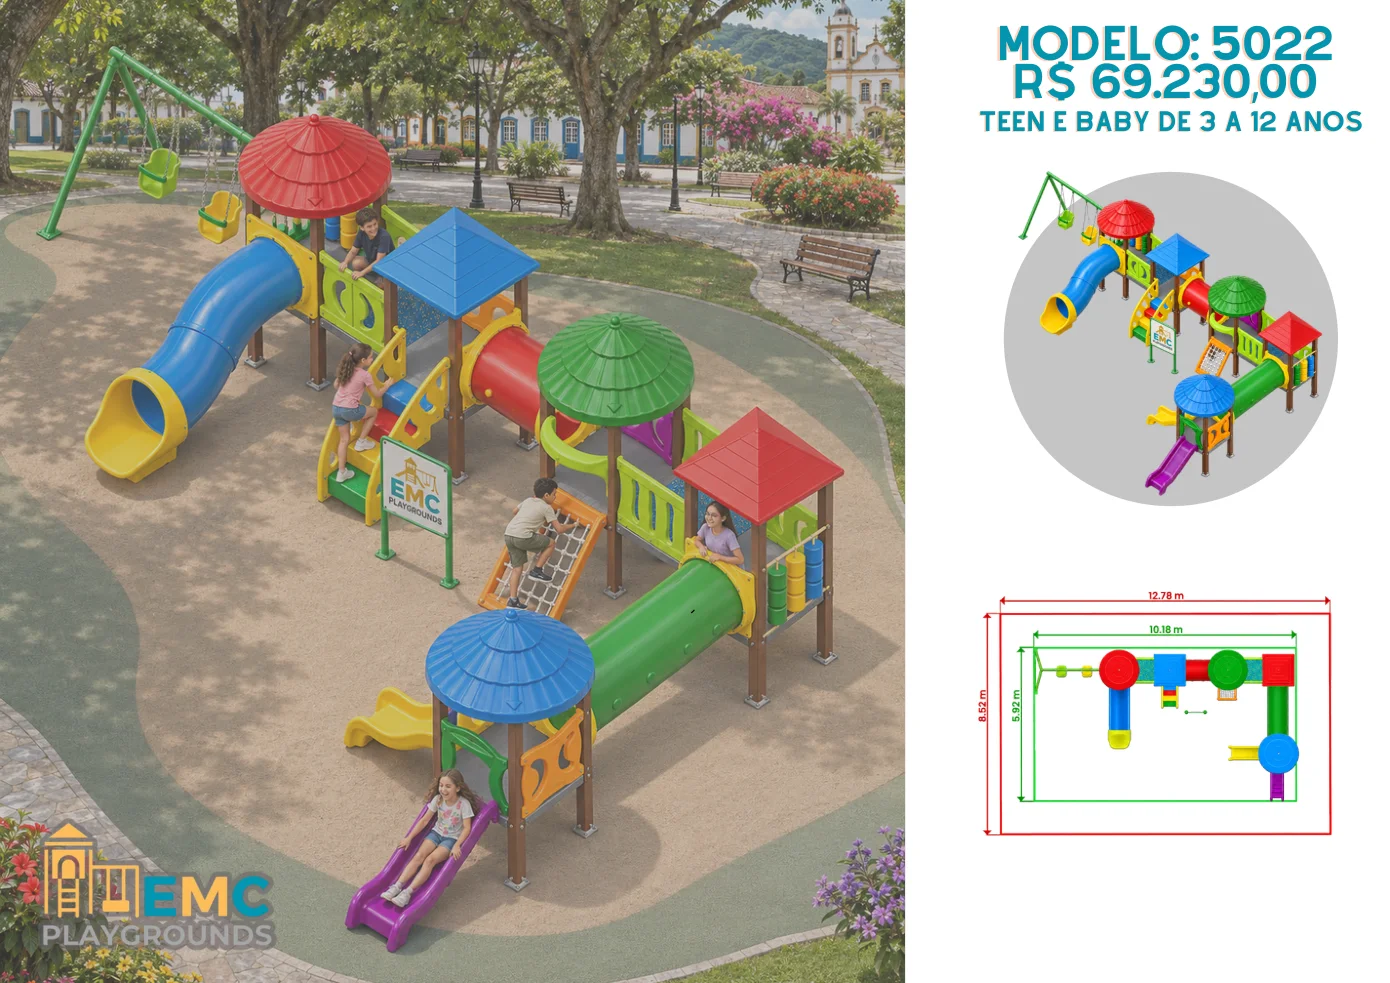 MODELO: 5022
R$ 69.230,00
TEEN E BABY DE 3 A 12 ANOS
EMC
PLAYGROUNDS
EMC
12.78 m
10.18 m
8.52 m
5.92 m
EMC
PLAYGROUNDS